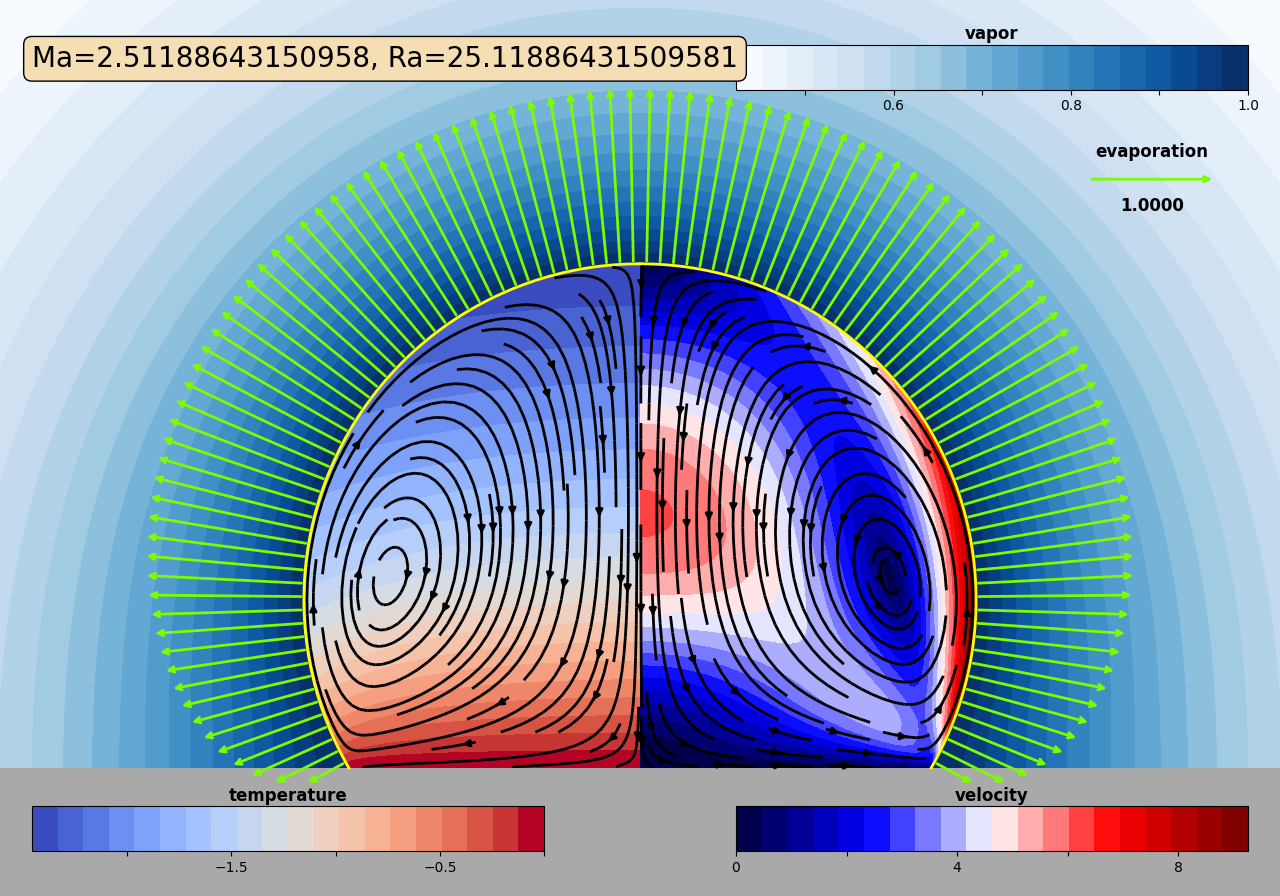 vapor
Ma=2.51188643150958, Ra=25.11886431509581
0.6 0.8 1.0
evaporation
1.0000
temperature
velocity
−1.5 −0.5
0 4 8